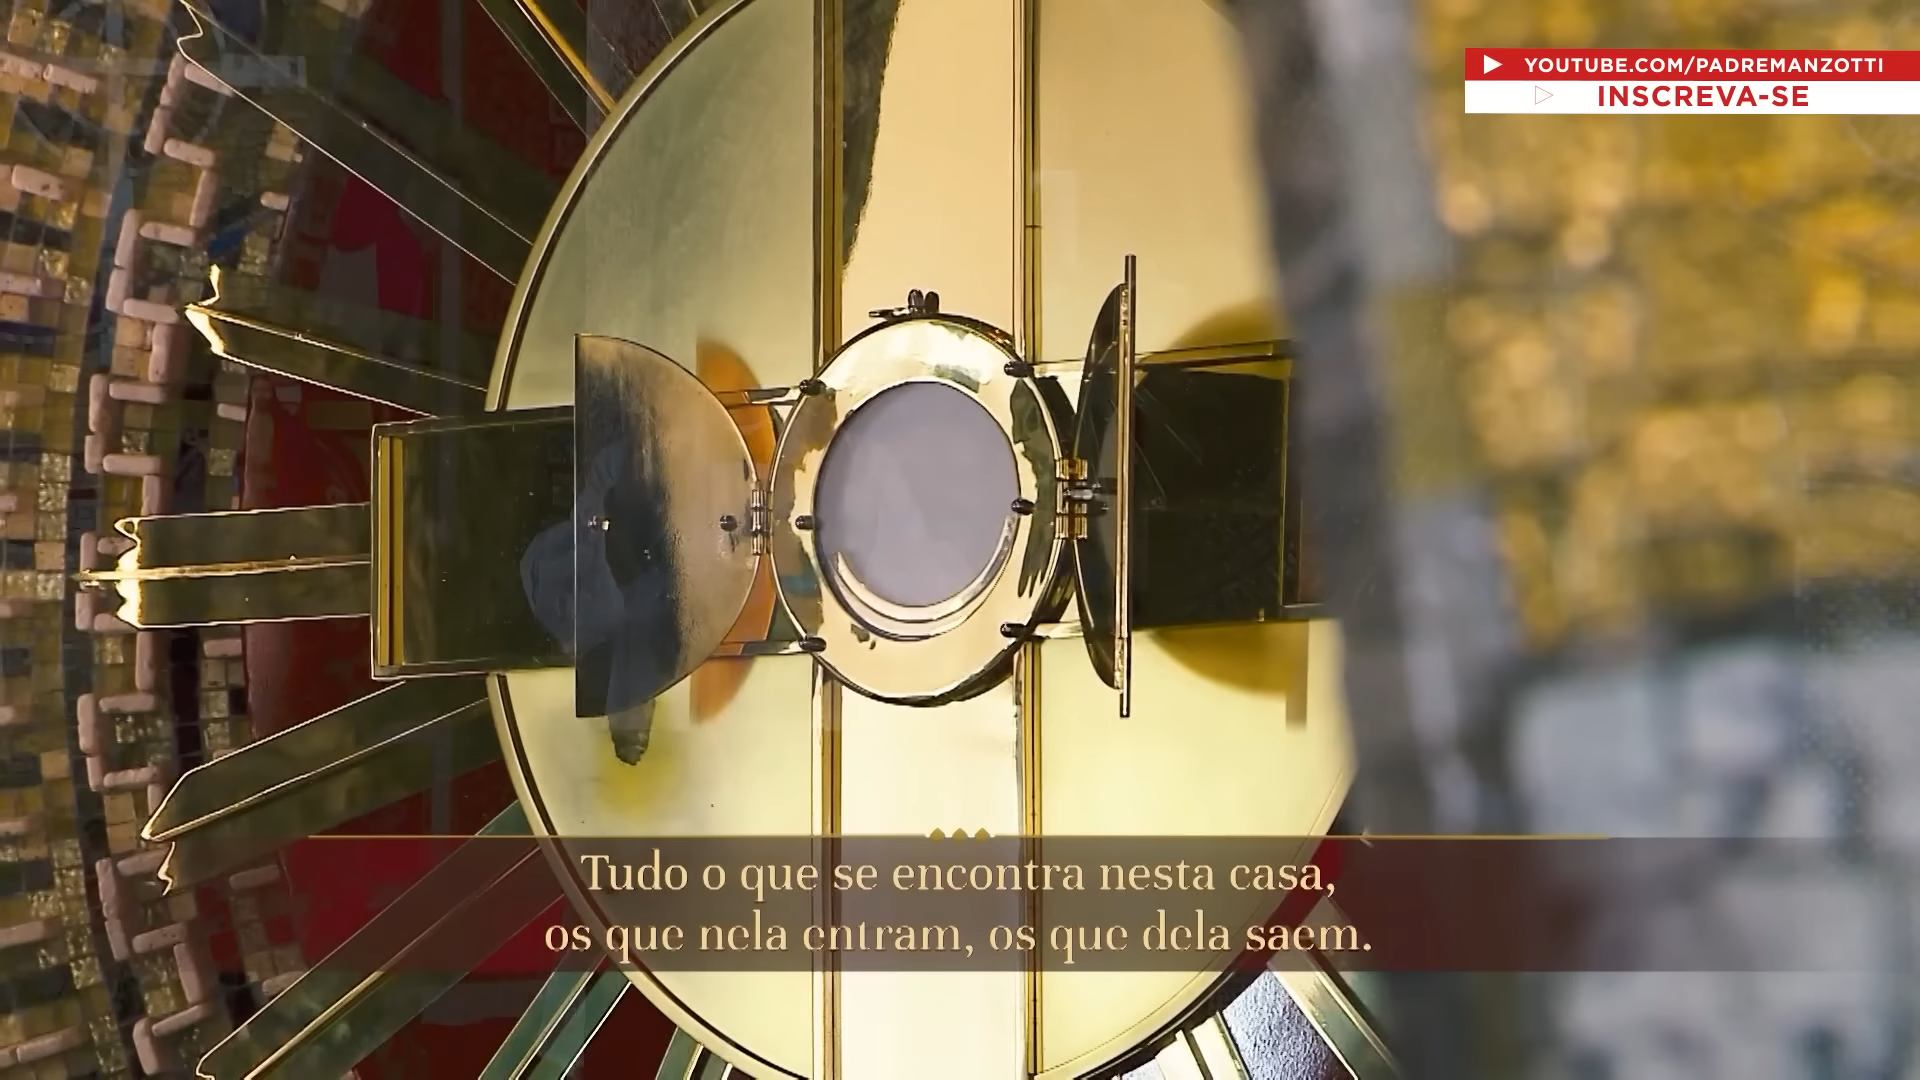 YOUTUBE.COM/PADREMANZOTTI
INSCREVA-SE
Tudo o que se encontra nesta casa,
os que nela entram, os que dela saem.